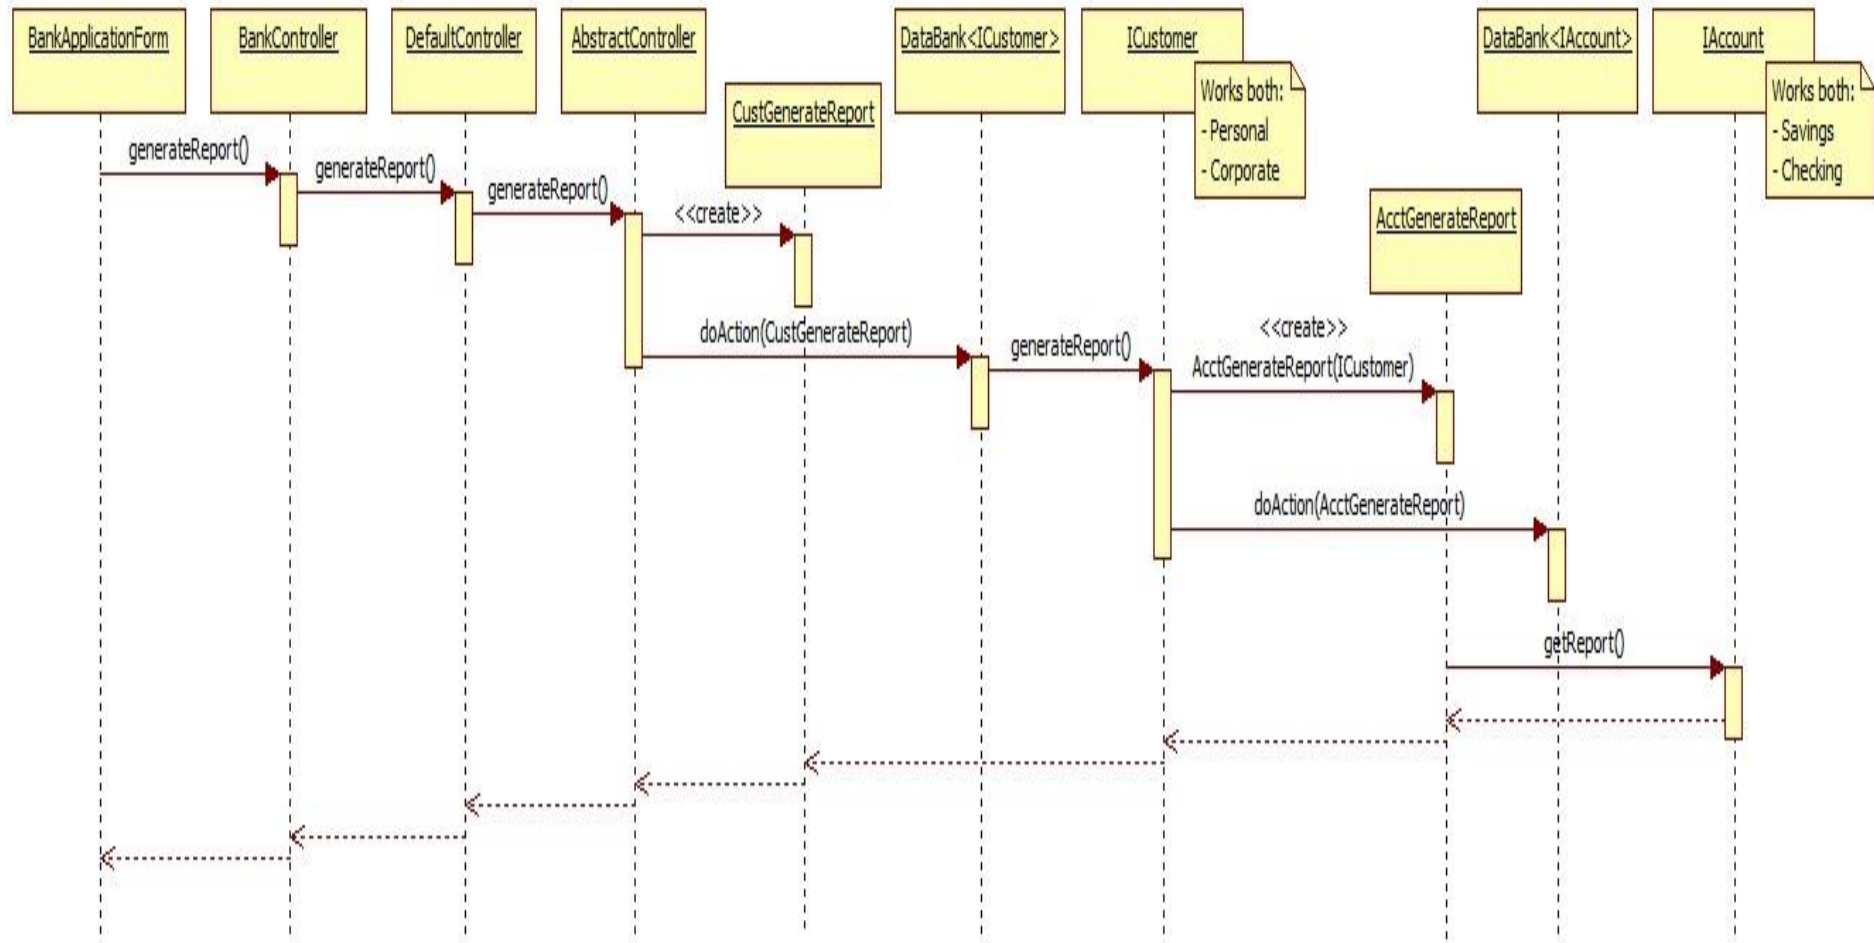 BankApplicationForm
BankController
DefaultController
AbstractController
CustGenerateReport
DataBank<ICustomer>
ICustomer
Works both:
- Personal
- Corporate
AcctGenerateReport
DataBank<IAccount>
IAccount
Works both:
- Savings
- Checking
generateReport()
generateReport()
generateReport()
<<create>>
doAction(CustGenerateReport)
generateReport()
<<create>>
AcctGenerateReport(ICustomer)
doAction(AcctGenerateReport)
getReport()